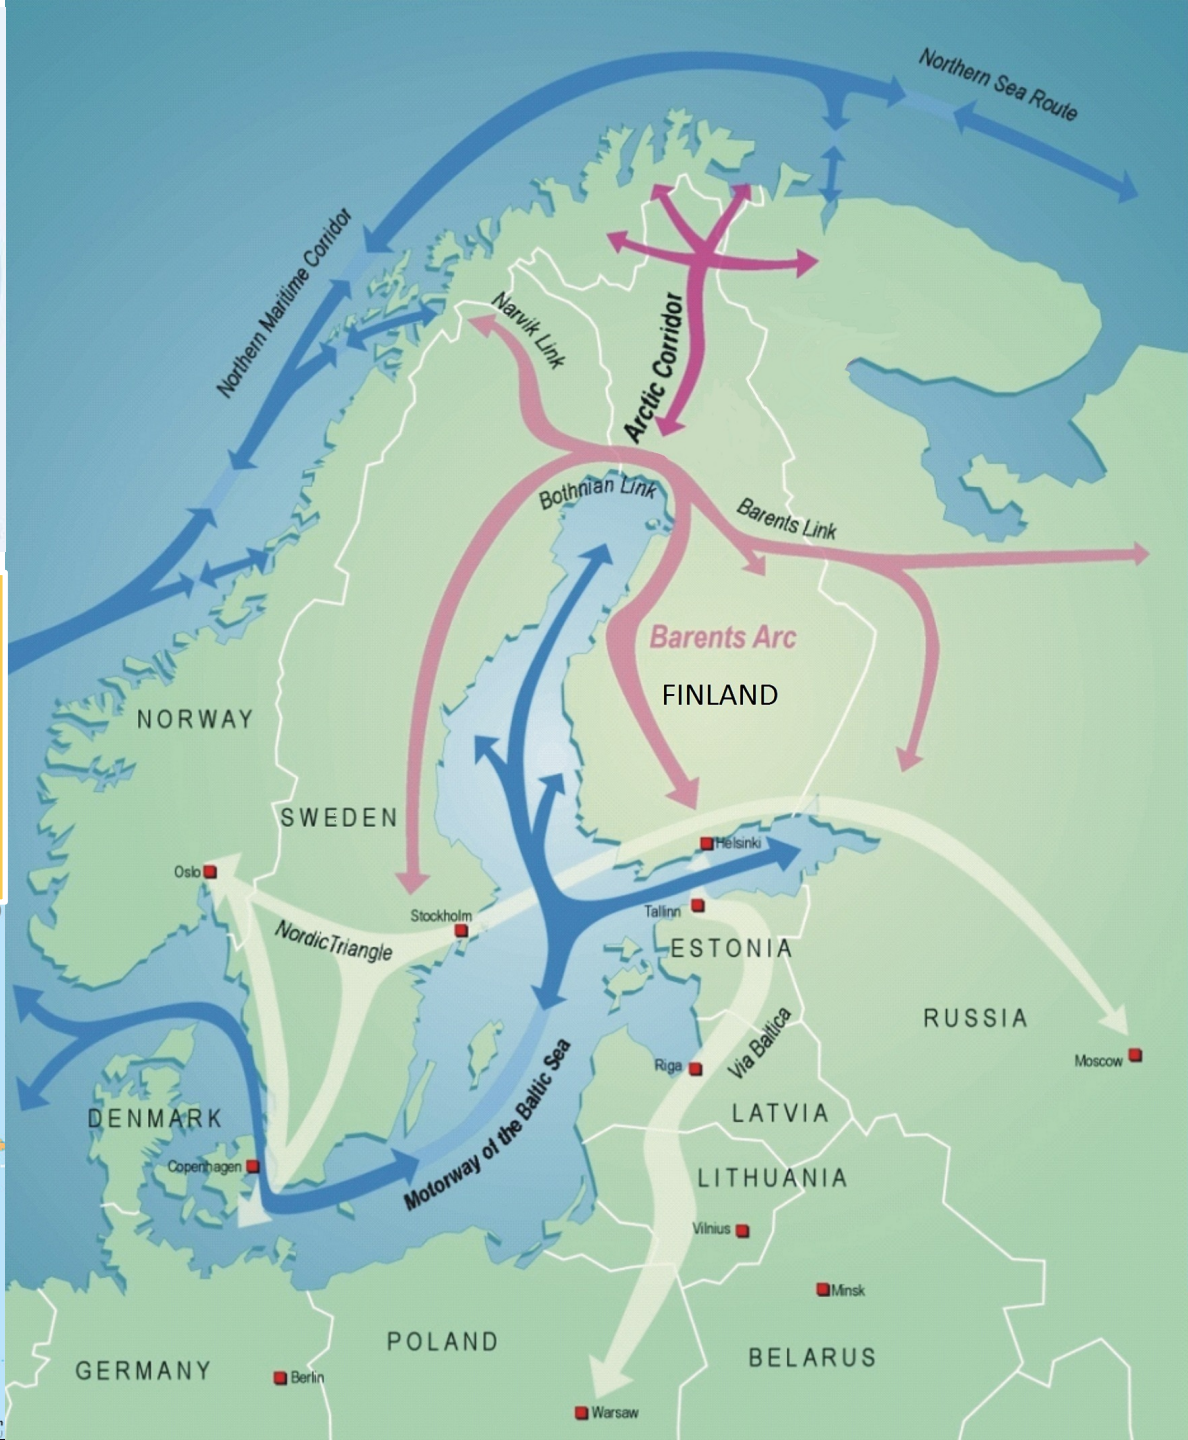 Northern Sea Route
Northern Maritime Corridor
Narvik Link
Arctic Corridor
Bothnian Link
Barents Link
Barents Arc
FINLAND
NORWAY
SWEDEN
Helsinki
Oslo
Stockholm
Tallinn
NordicTriangle
ESTONIA
RUSSIA
Via Baltica
Moscow
Riga
Motorway of the Baltic Sea
DENMARK
LATVIA
Copenhagen
LITHUANIA
Vilnius
Minsk
POLAND
BELARUS
GERMANY
Berlin
Warsaw